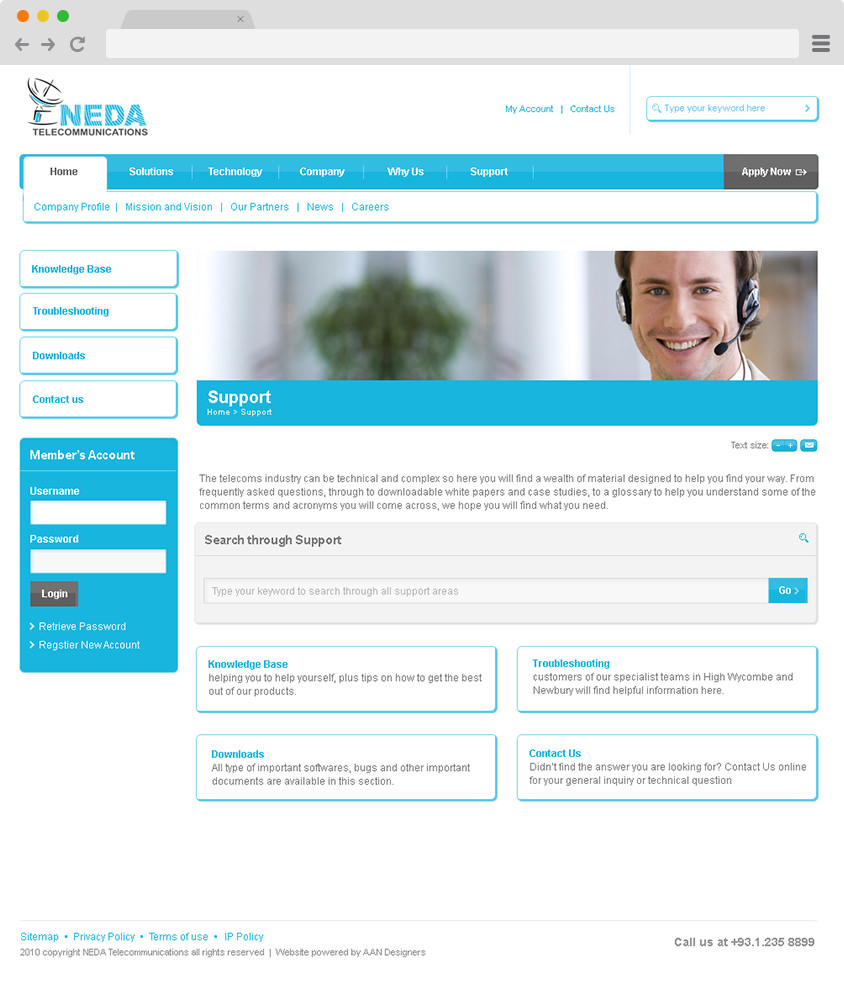 NEDA
TELECOMMUNICATIONS
My Account | Contact Us
Type your keyword here
Home Solutions Technology Company Why Us Support Apply Now
Company Profile | Mission and Vision | Our Partners | News | Careers
Knowledge Base
Troubleshooting
Downloads
Contact us
Member's Account
Username
Password
Login
Retrieve Password
Regstier New Account
Support
Home > Support
Text size: - +
The telecoms industry can be technical and complex so here you will find a wealth of material designed to help you find your way. From
frequently asked questions, through to downloadable white papers and case studies, to a glossary to help you understand some of the
common terms and acronyms you will come across, we hope you will find what you need.
Search through Support
Type your keyword to search through all support areas
Go >
Knowledge Base
helping you to help yourself, plus tips on how to get the best
out of our products.
Troubleshooting
customers of our specialist teams in High Wycombe and
Newbury will find helpful information here.
Downloads
All type of important softwares, bugs and other important
documents are available in this section.
Contact Us
Didn't find the answer you are looking for? Contact Us online
for your general inquiry or technical question
Sitemap • Privacy Policy • Terms of use • IP Policy
2010 copyright NEDA Telecommunications all rights reserved | Website powered by AAN Designers
Call us at +93.1.235 8899